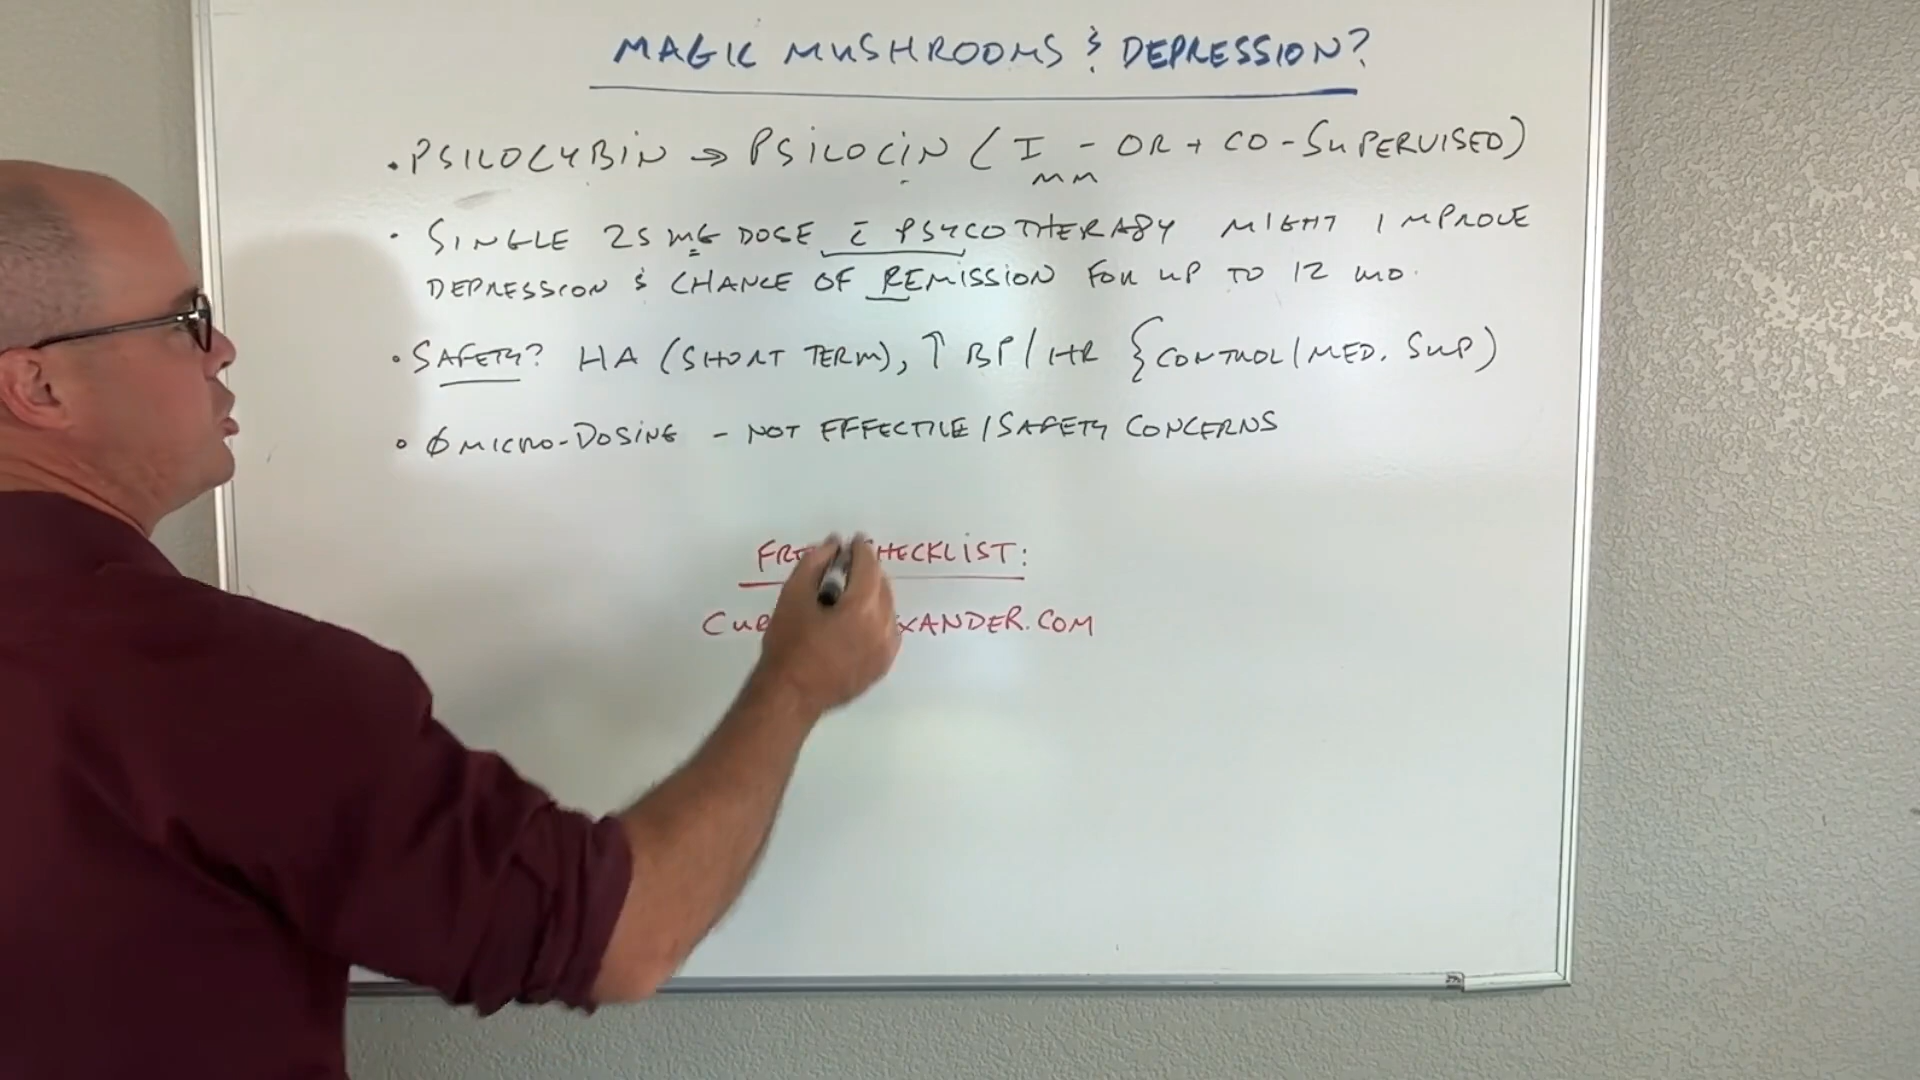 MAGIC MUSHROOMS & DEPRESSION?
• PSILOCYBIN → PSILOCIN ( I - OR + CO - SUPERVISED)
MM
• SINGLE 25 MG DOSE c̄ PSYCOTHERAPY MIGHT IMPROVE
DEPRESSION & CHANCE OF REMISSION FOR UP TO 12 MO.
• SAFETY? HA (SHORT TERM), ↑ BP/HR {CONTROL/MED. SUP)
• ∅ MICRO-DOSING - NOT EFFECTIVE/SAFETY CONCERNS
CHECKLIST: